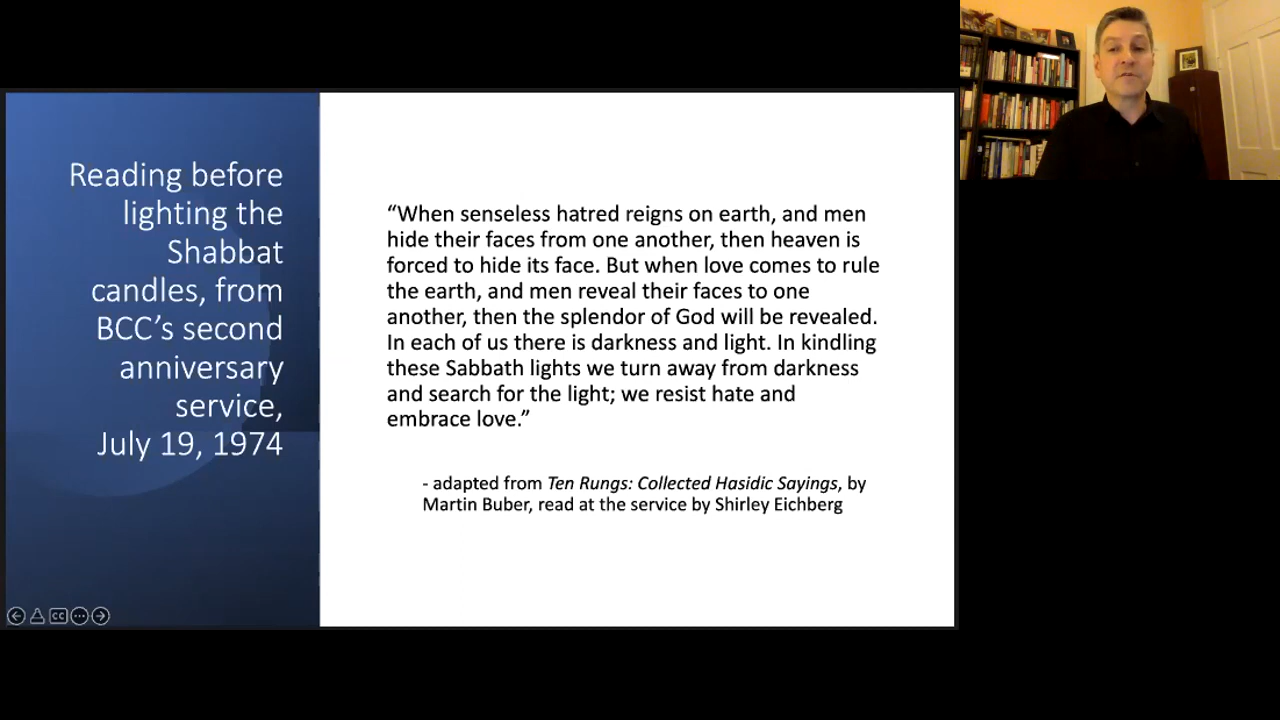 Reading before
lighting the
Shabbat
candles, from
BCC’s second
anniversary
service,
July 19, 1974
“When senseless hatred reigns on earth, and men
hide their faces from one another, then heaven is
forced to hide its face. But when love comes to rule
the earth, and men reveal their faces to one
another, then the splendor of God will be revealed.
In each of us there is darkness and light. In kindling
these Sabbath lights we turn away from darkness
and search for the light; we resist hate and
embrace love.”
- adapted from Ten Rungs: Collected Hasidic Sayings, by
Martin Buber, read at the service by Shirley Eichberg
CC